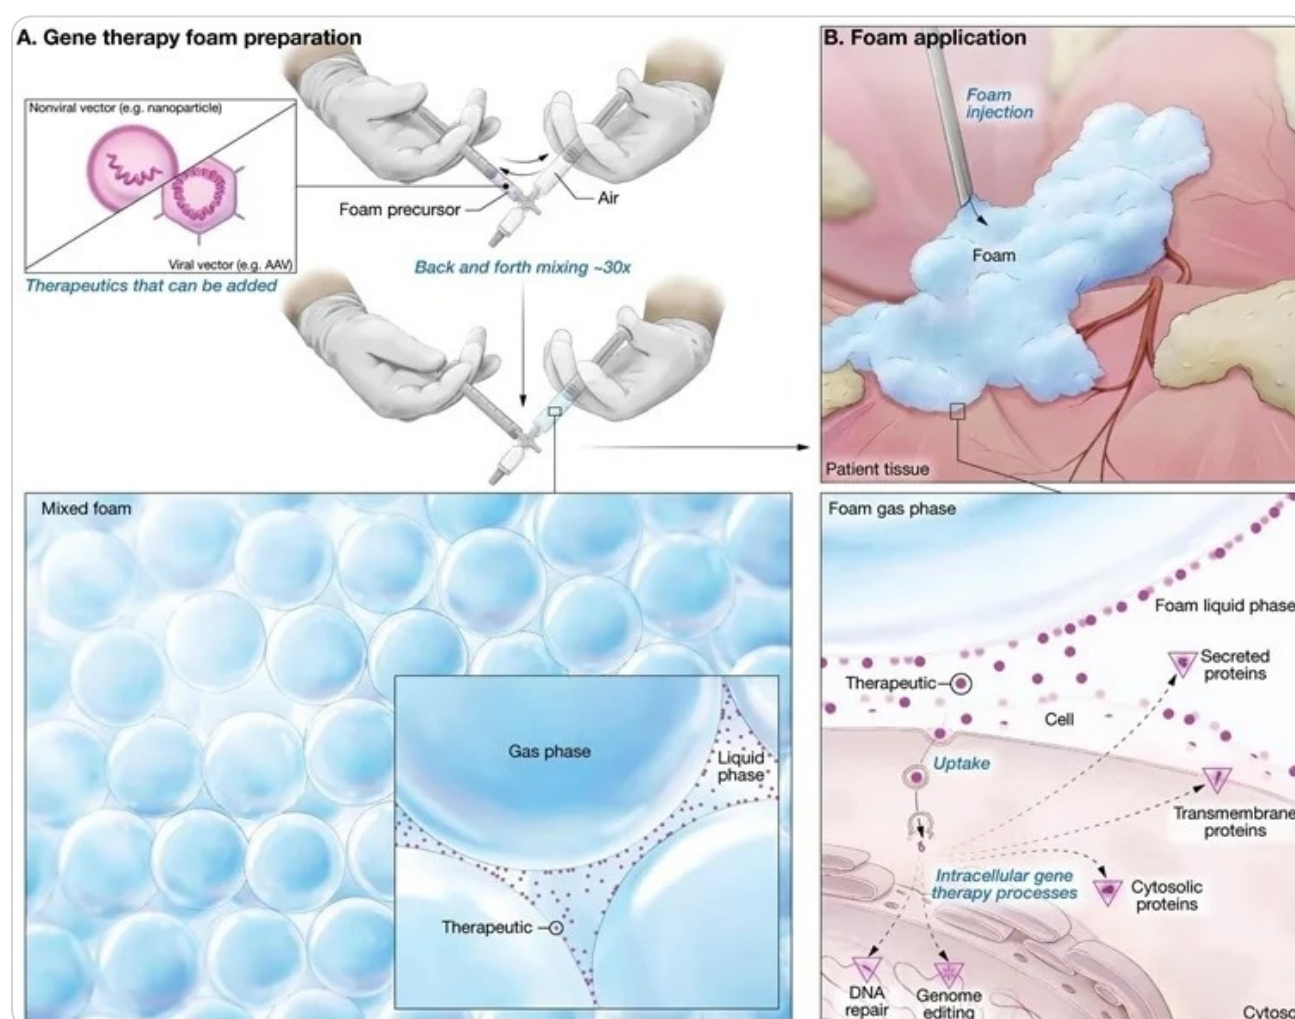 A. Gene therapy foam preparation
Nonviral vector (e.g. nanoparticle)
Viral vector (e.g. AAV)
Therapeutics that can be added
Foam precursor
Air
Back and forth mixing ~30x
Mixed foam
Gas phase
Liquid
phase
Therapeutic
B. Foam application
Foam
injection
Foam
Patient tissue
Foam gas phase
Foam liquid phase
Secreted
proteins
Therapeutic
Cell
Uptake
Transmembrane
proteins
Intracellular gene
therapy processes
Cytosolic
proteins
DNA
repair
Genome
editing